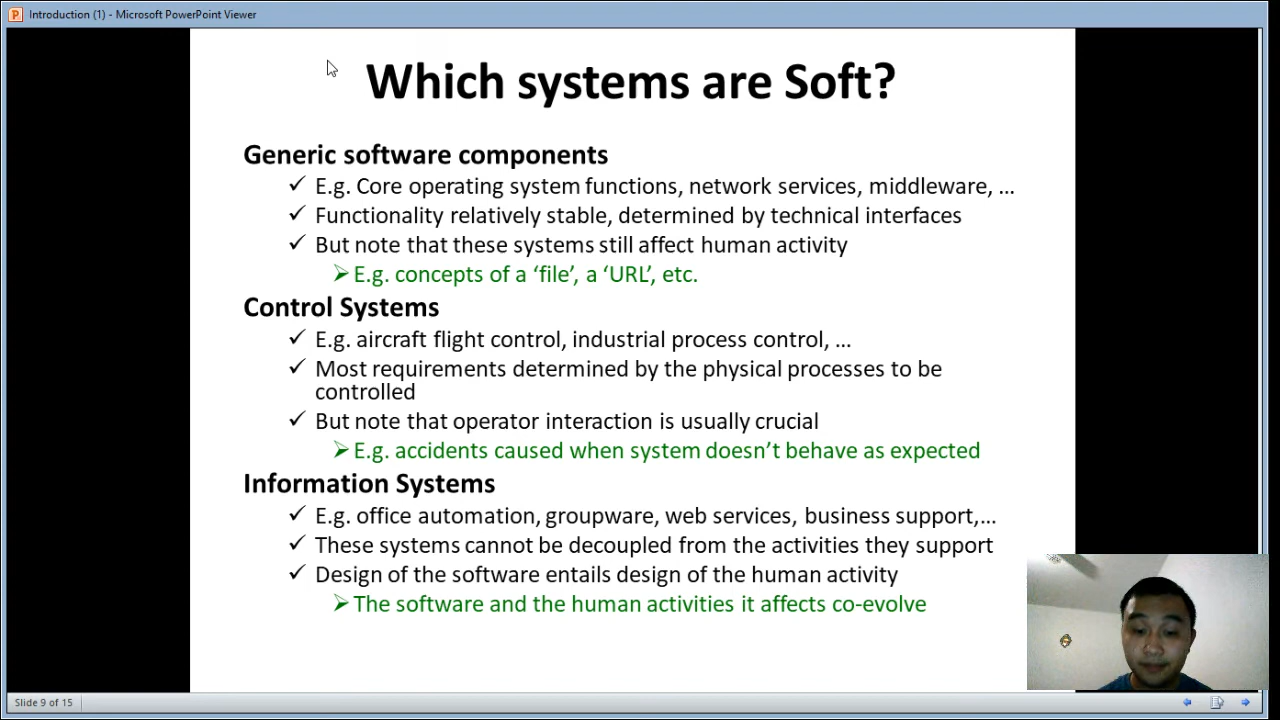 Introduction (1) - Microsoft PowerPoint Viewer
Which systems are Soft?
Generic software components
✓ E.g. Core operating system functions, network services, middleware, ...
✓ Functionality relatively stable, determined by technical interfaces
✓ But note that these systems still affect human activity
➢ E.g. concepts of a ‘file’, a ‘URL’, etc.
Control Systems
✓ E.g. aircraft flight control, industrial process control, ...
✓ Most requirements determined by the physical processes to be
controlled
✓ But note that operator interaction is usually crucial
➢ E.g. accidents caused when system doesn’t behave as expected
Information Systems
✓ E.g. office automation, groupware, web services, business support,...
✓ These systems cannot be decoupled from the activities they support
✓ Design of the software entails design of the human activity
➢ The software and the human activities it affects co-evolve
Slide 9 of 15